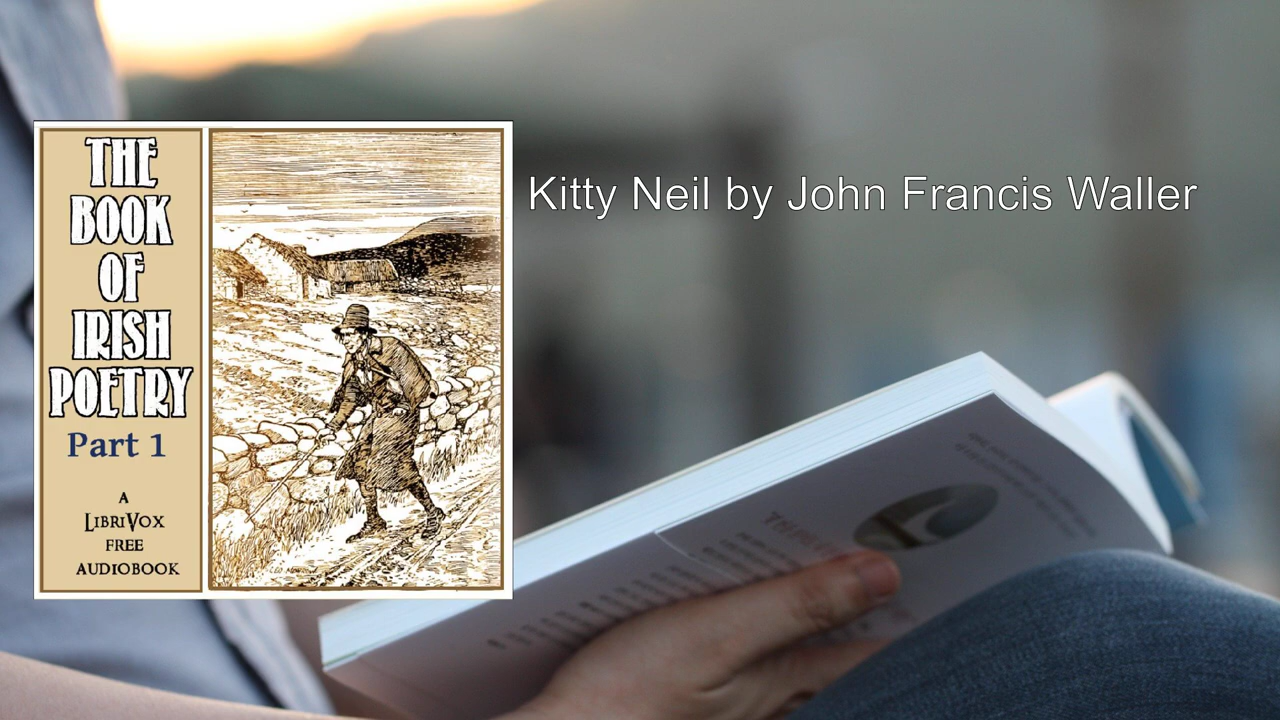 THE
BOOK
OF
IRISH
POETRY
Part 1
A
LIBRIVOX
FREE
AUDIOBOOK
Kitty Neil by John Francis Waller